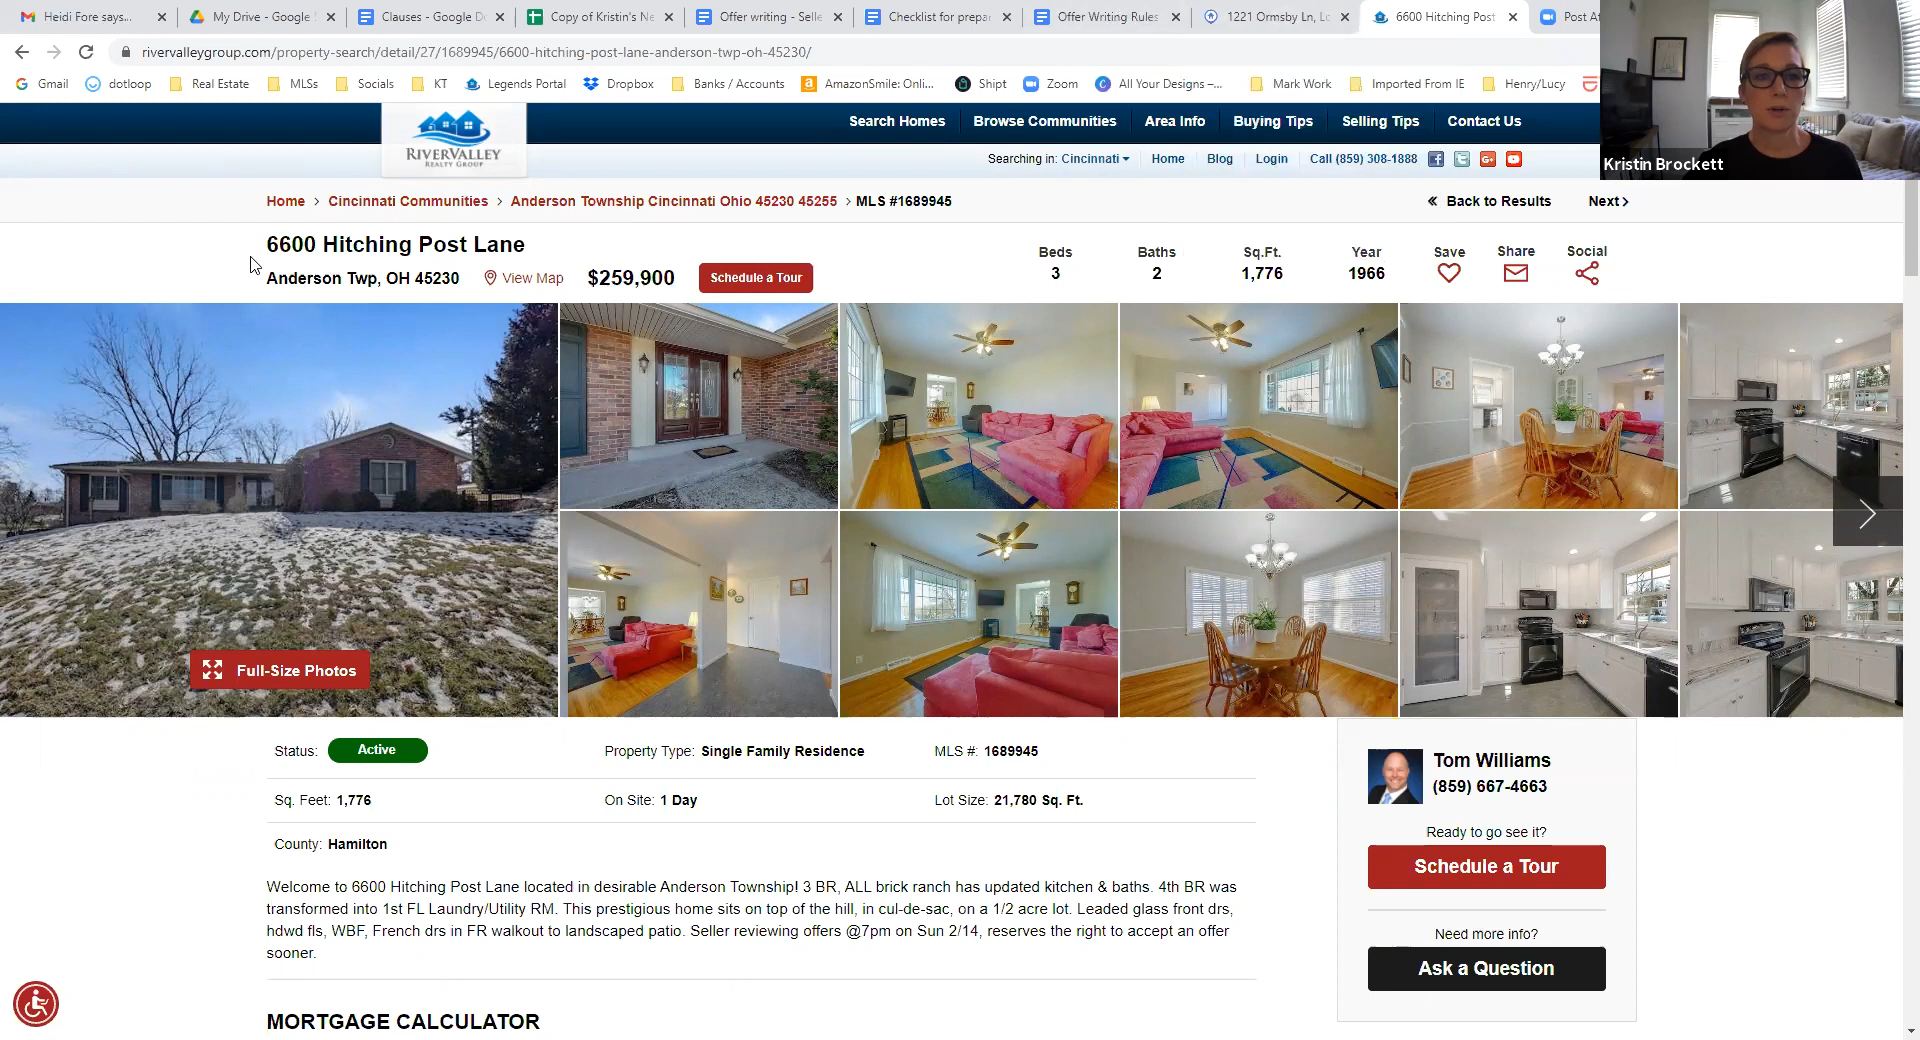 Heidi Fore says...
My Drive - Google
Clauses - Google D
Copy of Kristin's Ne
Offer writing - Selle
Checklist for prepa
Offer Writing Rules
1221 Ormsby Ln, Lo
6600 Hitching Post
Post At
rivervalleygroup.com/property-search/detail/27/1689945/6600-hitching-post-lane-anderson-twp-oh-45230/
Gmail
dotloop
Real Estate
MLSs
Socials
KT
Legends Portal
Dropbox
Banks / Accounts
AmazonSmile: Onli...
Shipt
Zoom
All Your Designs –...
Mark Work
Imported From IE
Henry/Lucy
Kristin Brockett
RIVERVALLEY
REALTY GROUP
Search Homes
Browse Communities
Area Info
Buying Tips
Selling Tips
Contact Us
Searching in: Cincinnati
Home
Blog
Login
Call (859) 308-1888
Home > Cincinnati Communities > Anderson Township Cincinnati Ohio 45230 45255 > MLS #1689945
« Back to Results
Next >
6600 Hitching Post Lane
Anderson Twp, OH 45230
View Map
$259,900
Schedule a Tour
Beds
3
Baths
2
Sq.Ft.
1,776
Year
1966
Save
Share
Social
Full-Size Photos
Status: Active
Property Type: Single Family Residence
MLS #: 1689945
Sq. Feet: 1,776
On Site: 1 Day
Lot Size: 21,780 Sq. Ft.
County: Hamilton
Welcome to 6600 Hitching Post Lane located in desirable Anderson Township! 3 BR, ALL brick ranch has updated kitchen & baths. 4th BR was
transformed into 1st FL Laundry/Utility RM. This prestigious home sits on top of the hill, in cul-de-sac, on a 1/2 acre lot. Leaded glass front drs,
hdwd fls, WBF, French drs in FR walkout to landscaped patio. Seller reviewing offers @7pm on Sun 2/14, reserves the right to accept an offer
sooner.
Tom Williams
(859) 667-4663
Ready to go see it?
Schedule a Tour
Need more info?
Ask a Question
MORTGAGE CALCULATOR